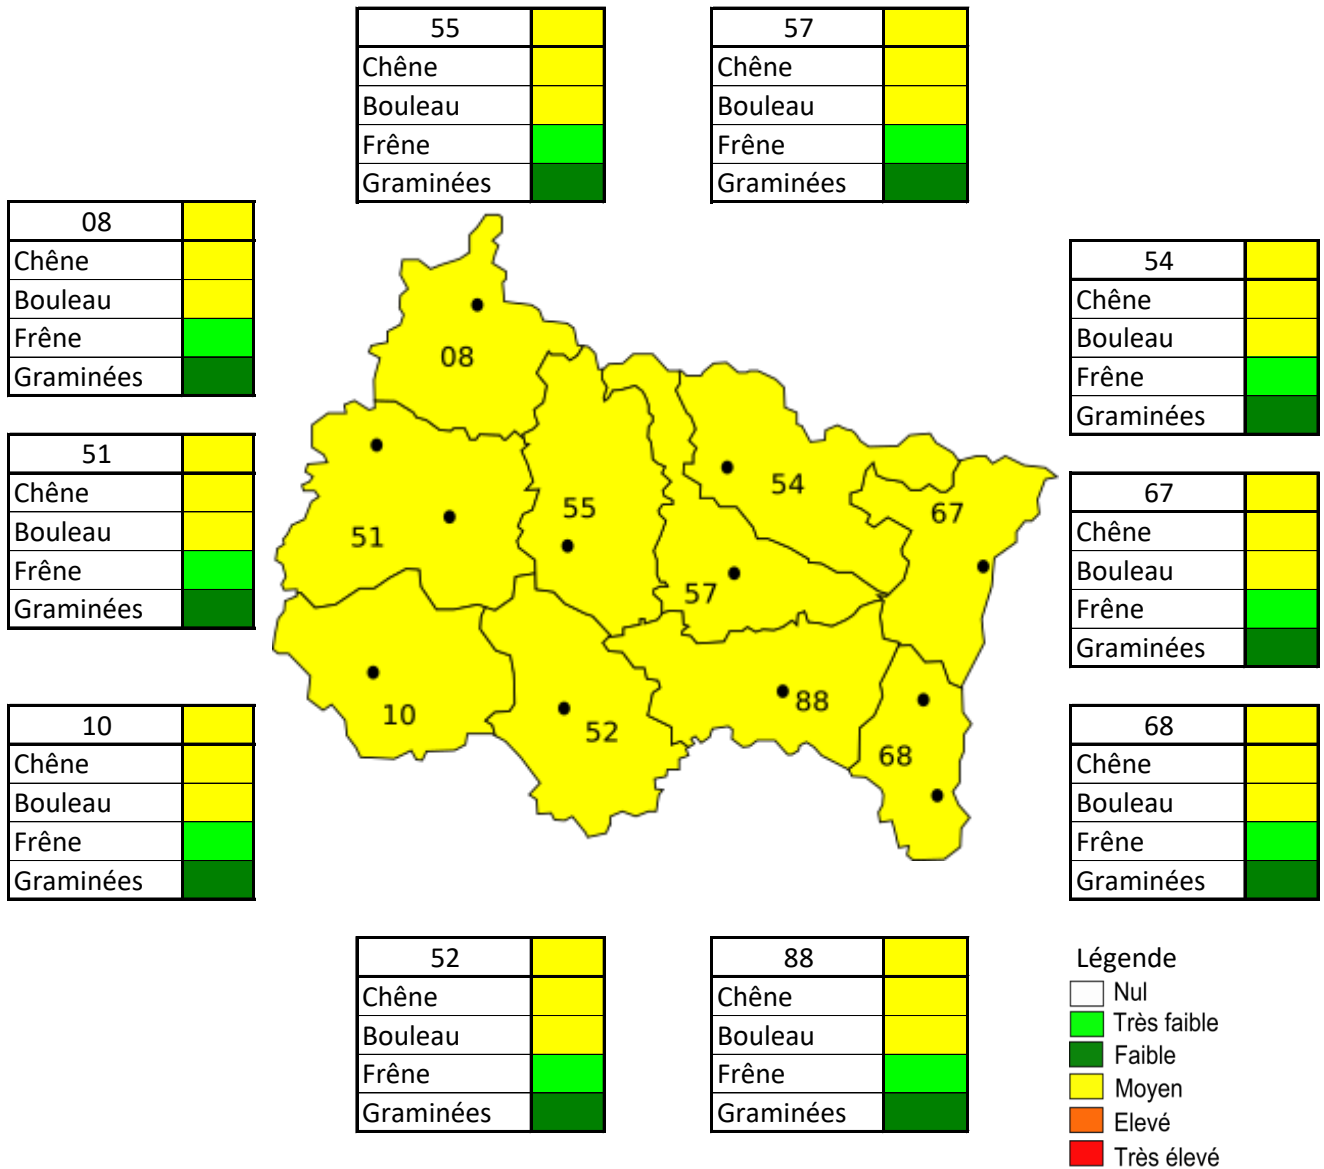 55
Chêne
Bouleau
Frêne
Graminées
57
Chêne
Bouleau
Frêne
Graminées
08
Chêne
Bouleau
Frêne
Graminées
54
Chêne
Bouleau
Frêne
Graminées
51
Chêne
Bouleau
Frêne
Graminées
67
Chêne
Bouleau
Frêne
Graminées
10
Chêne
Bouleau
Frêne
Graminées
68
Chêne
Bouleau
Frêne
Graminées
08
54
55
67
51
57
88
10
52
68
52
Chêne
Bouleau
Frêne
Graminées
88
Chêne
Bouleau
Frêne
Graminées
Légende
Nul
Très faible
Faible
Moyen
Elevé
Très élevé